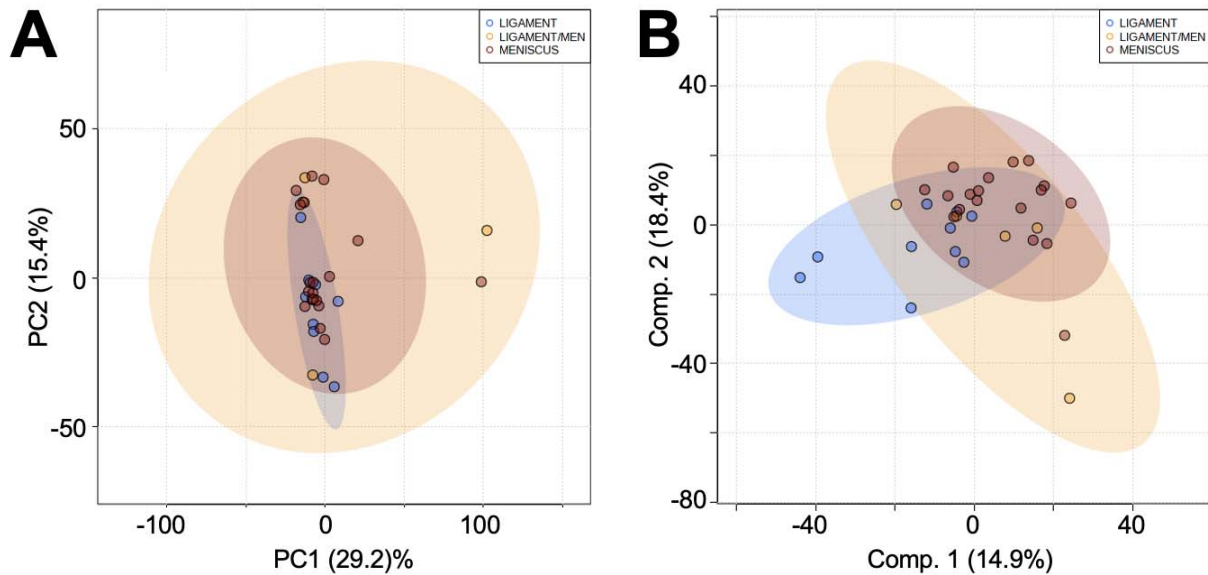 A
LIGAMENT
LIGAMENT/MEN
MENISCUS
50
0
-50
PC2 (15.4%)
-100
0
100
PC1 (29.2)%
B
LIGAMENT
LIGAMENT/MEN
MENISCUS
40
0
-40
-80
Comp. 2 (18.4%)
-40
0
40
Comp. 1 (14.9%)